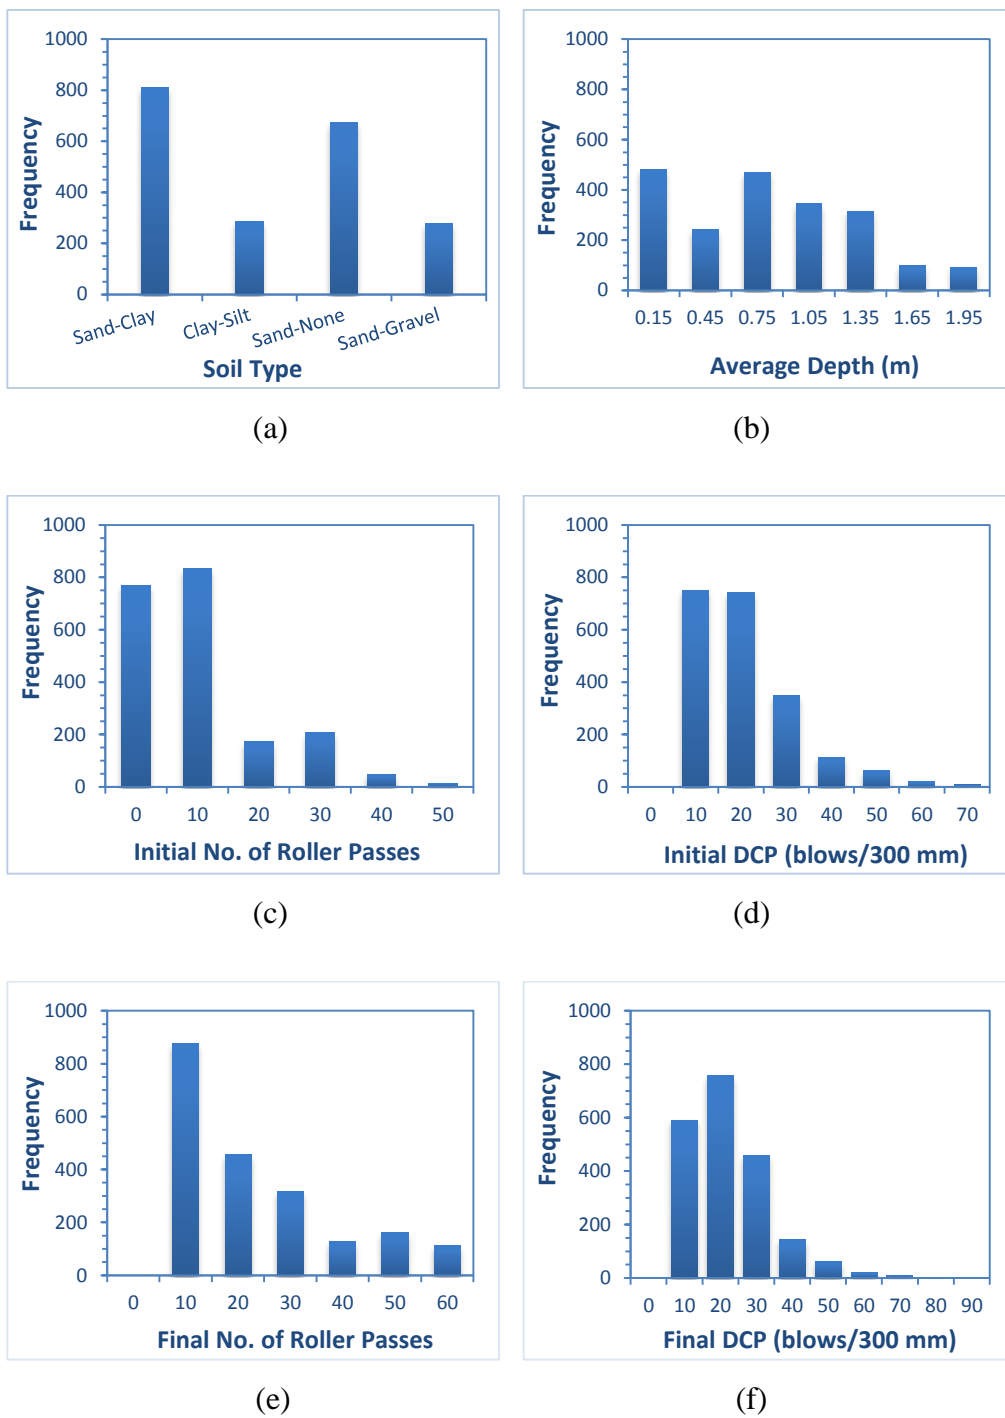 1000
800
600
400
200
0
Frequency
Sand-Clay
Clay-Silt
Sand-None
Sand-Gravel
Soil Type
(a)
1000
800
600
400
200
0
Frequency
0.15 0.45 0.75 1.05 1.35 1.65 1.95
Average Depth (m)
(b)
1000
800
600
400
200
0
Frequency
0 10 20 30 40 50
Initial No. of Roller Passes
(c)
1000
800
600
400
200
0
Frequency
0 10 20 30 40 50 60 70
Initial DCP (blows/300 mm)
(d)
1000
800
600
400
200
0
Frequency
0 10 20 30 40 50 60
Final No. of Roller Passes
(e)
1000
800
600
400
200
0
Frequency
0 10 20 30 40 50 60 70 80 90
Final DCP (blows/300 mm)
(f)